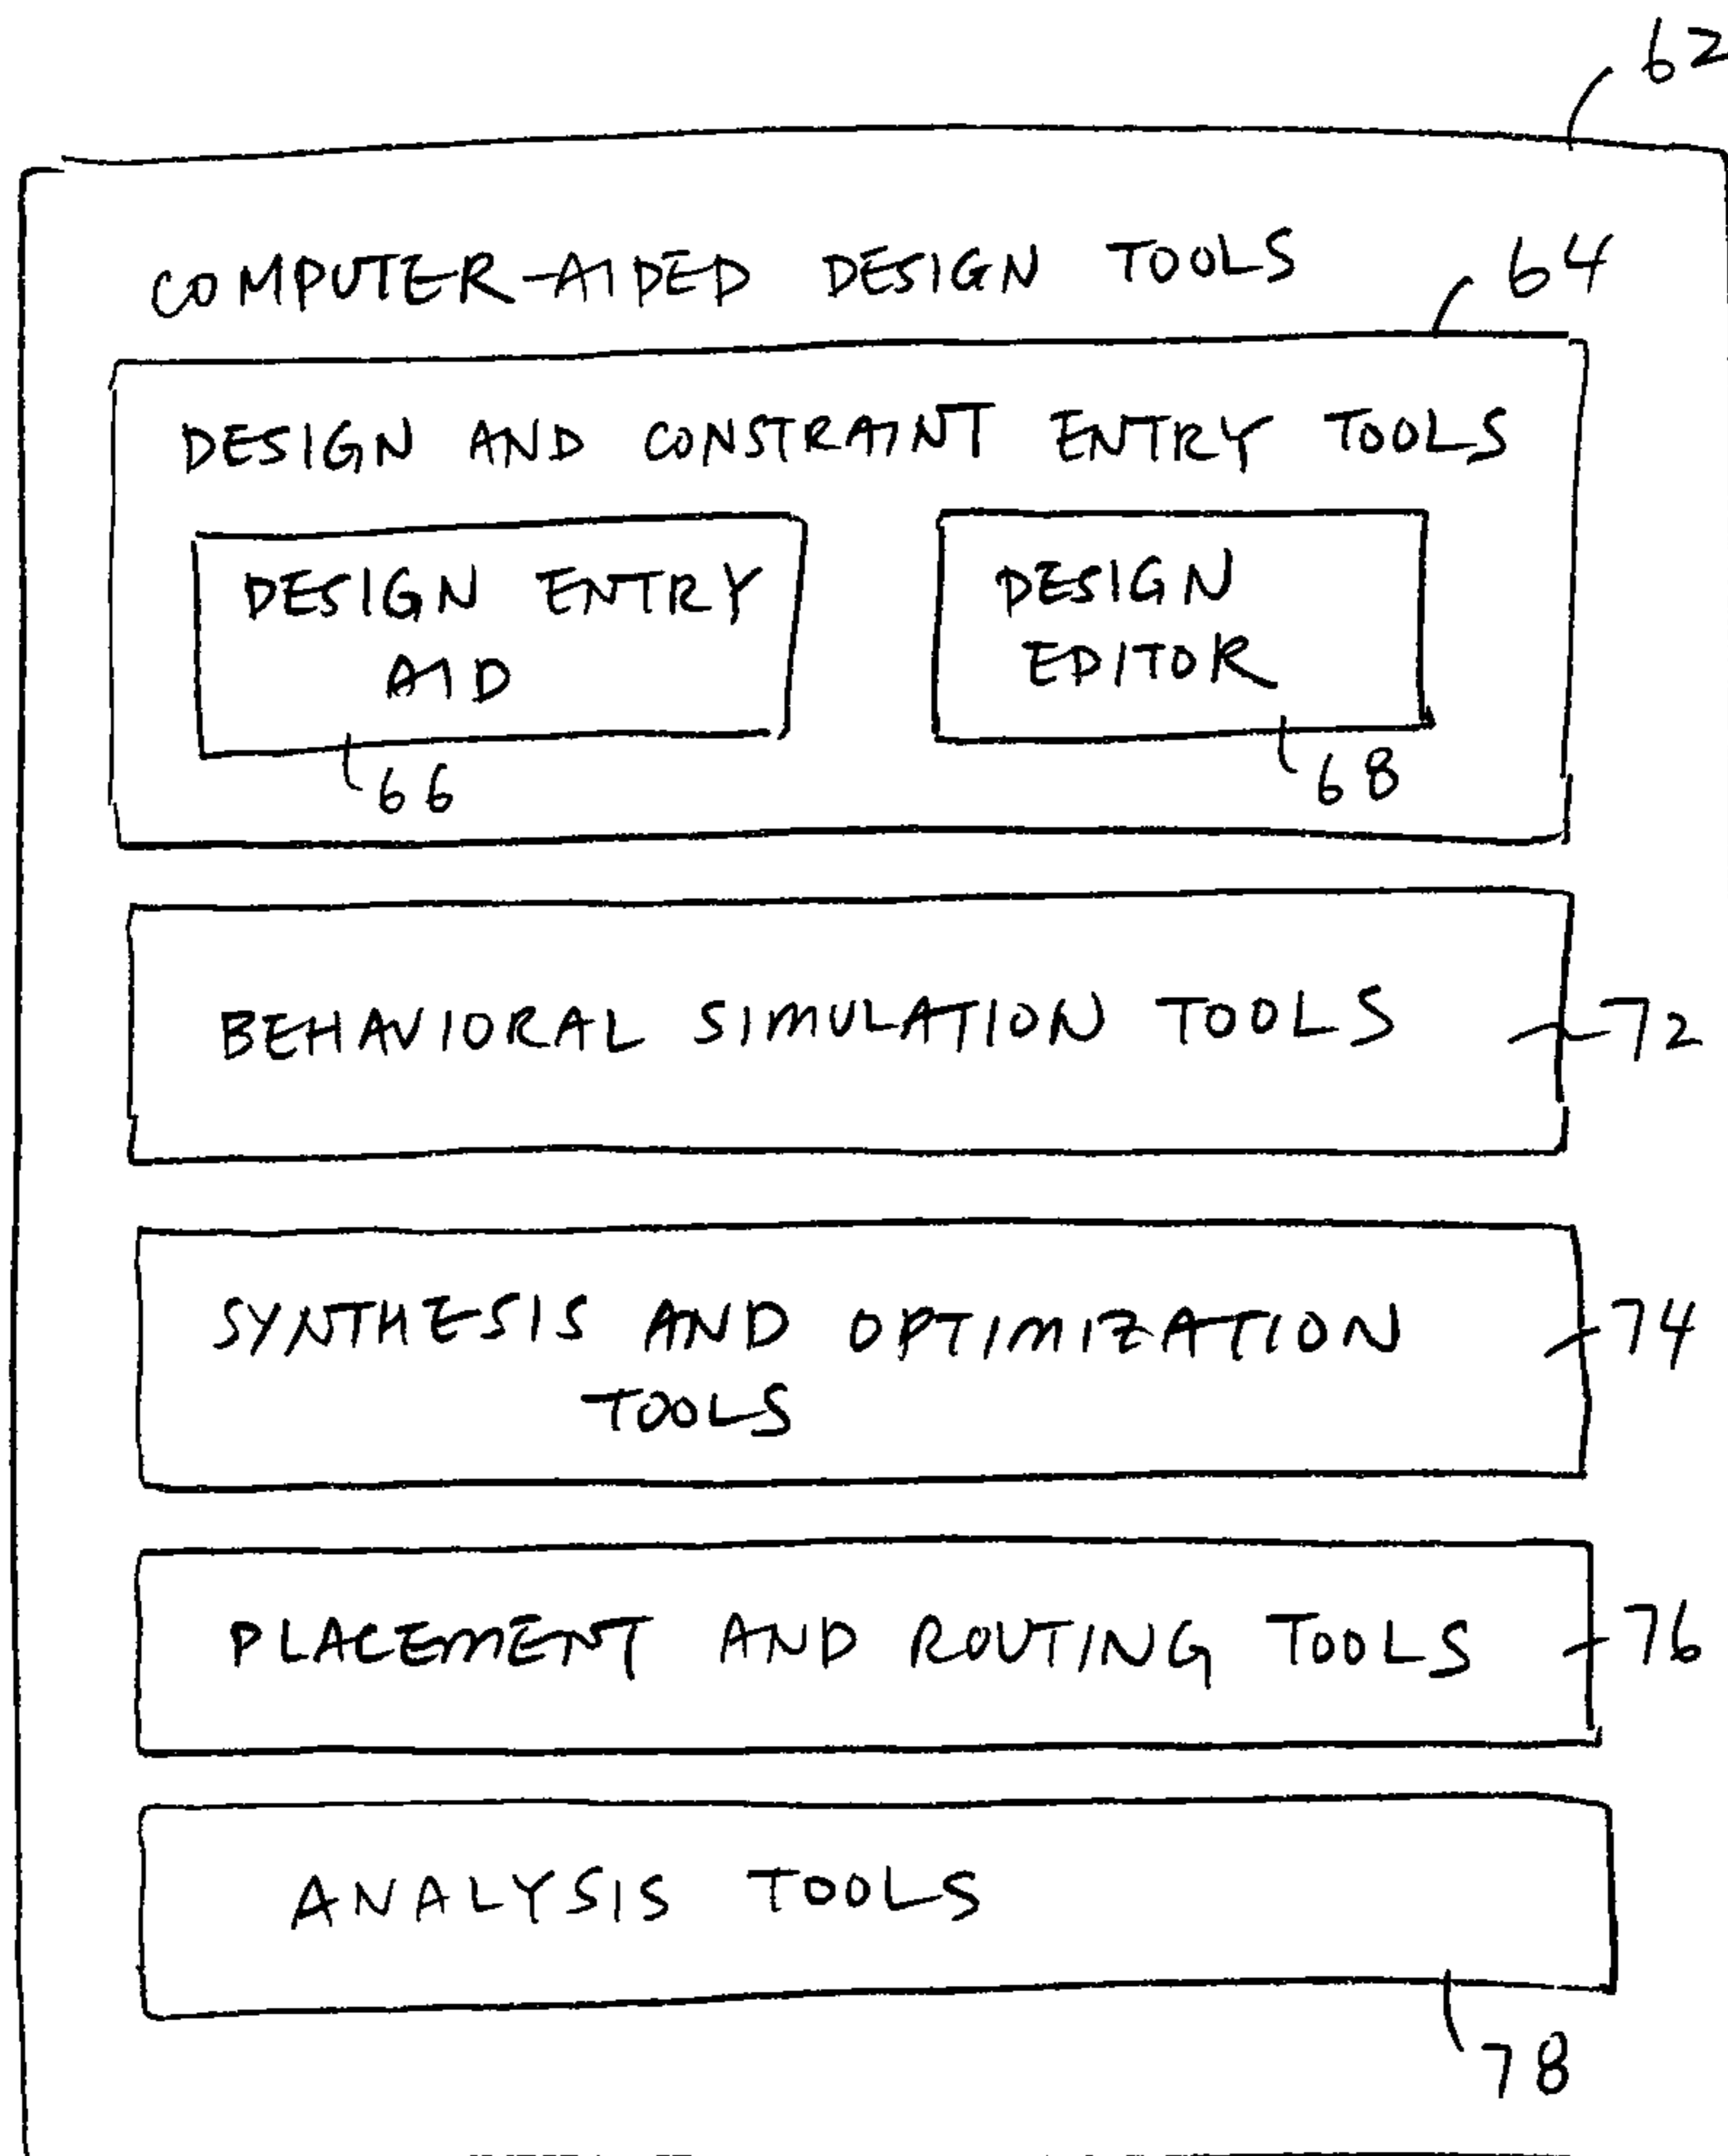 62
COMPUTER-AIDED DESIGN TOOLS
64
DESIGN AND CONSTRAINT ENTRY TOOLS
DESIGN ENTRY
AID
66
DESIGN
EDITOR
68
BEHAVIORAL SIMULATION TOOLS
72
SYNTHESIS AND OPTIMIZATION
TOOLS
74
PLACEMENT AND ROUTING TOOLS
76
ANALYSIS TOOLS
78